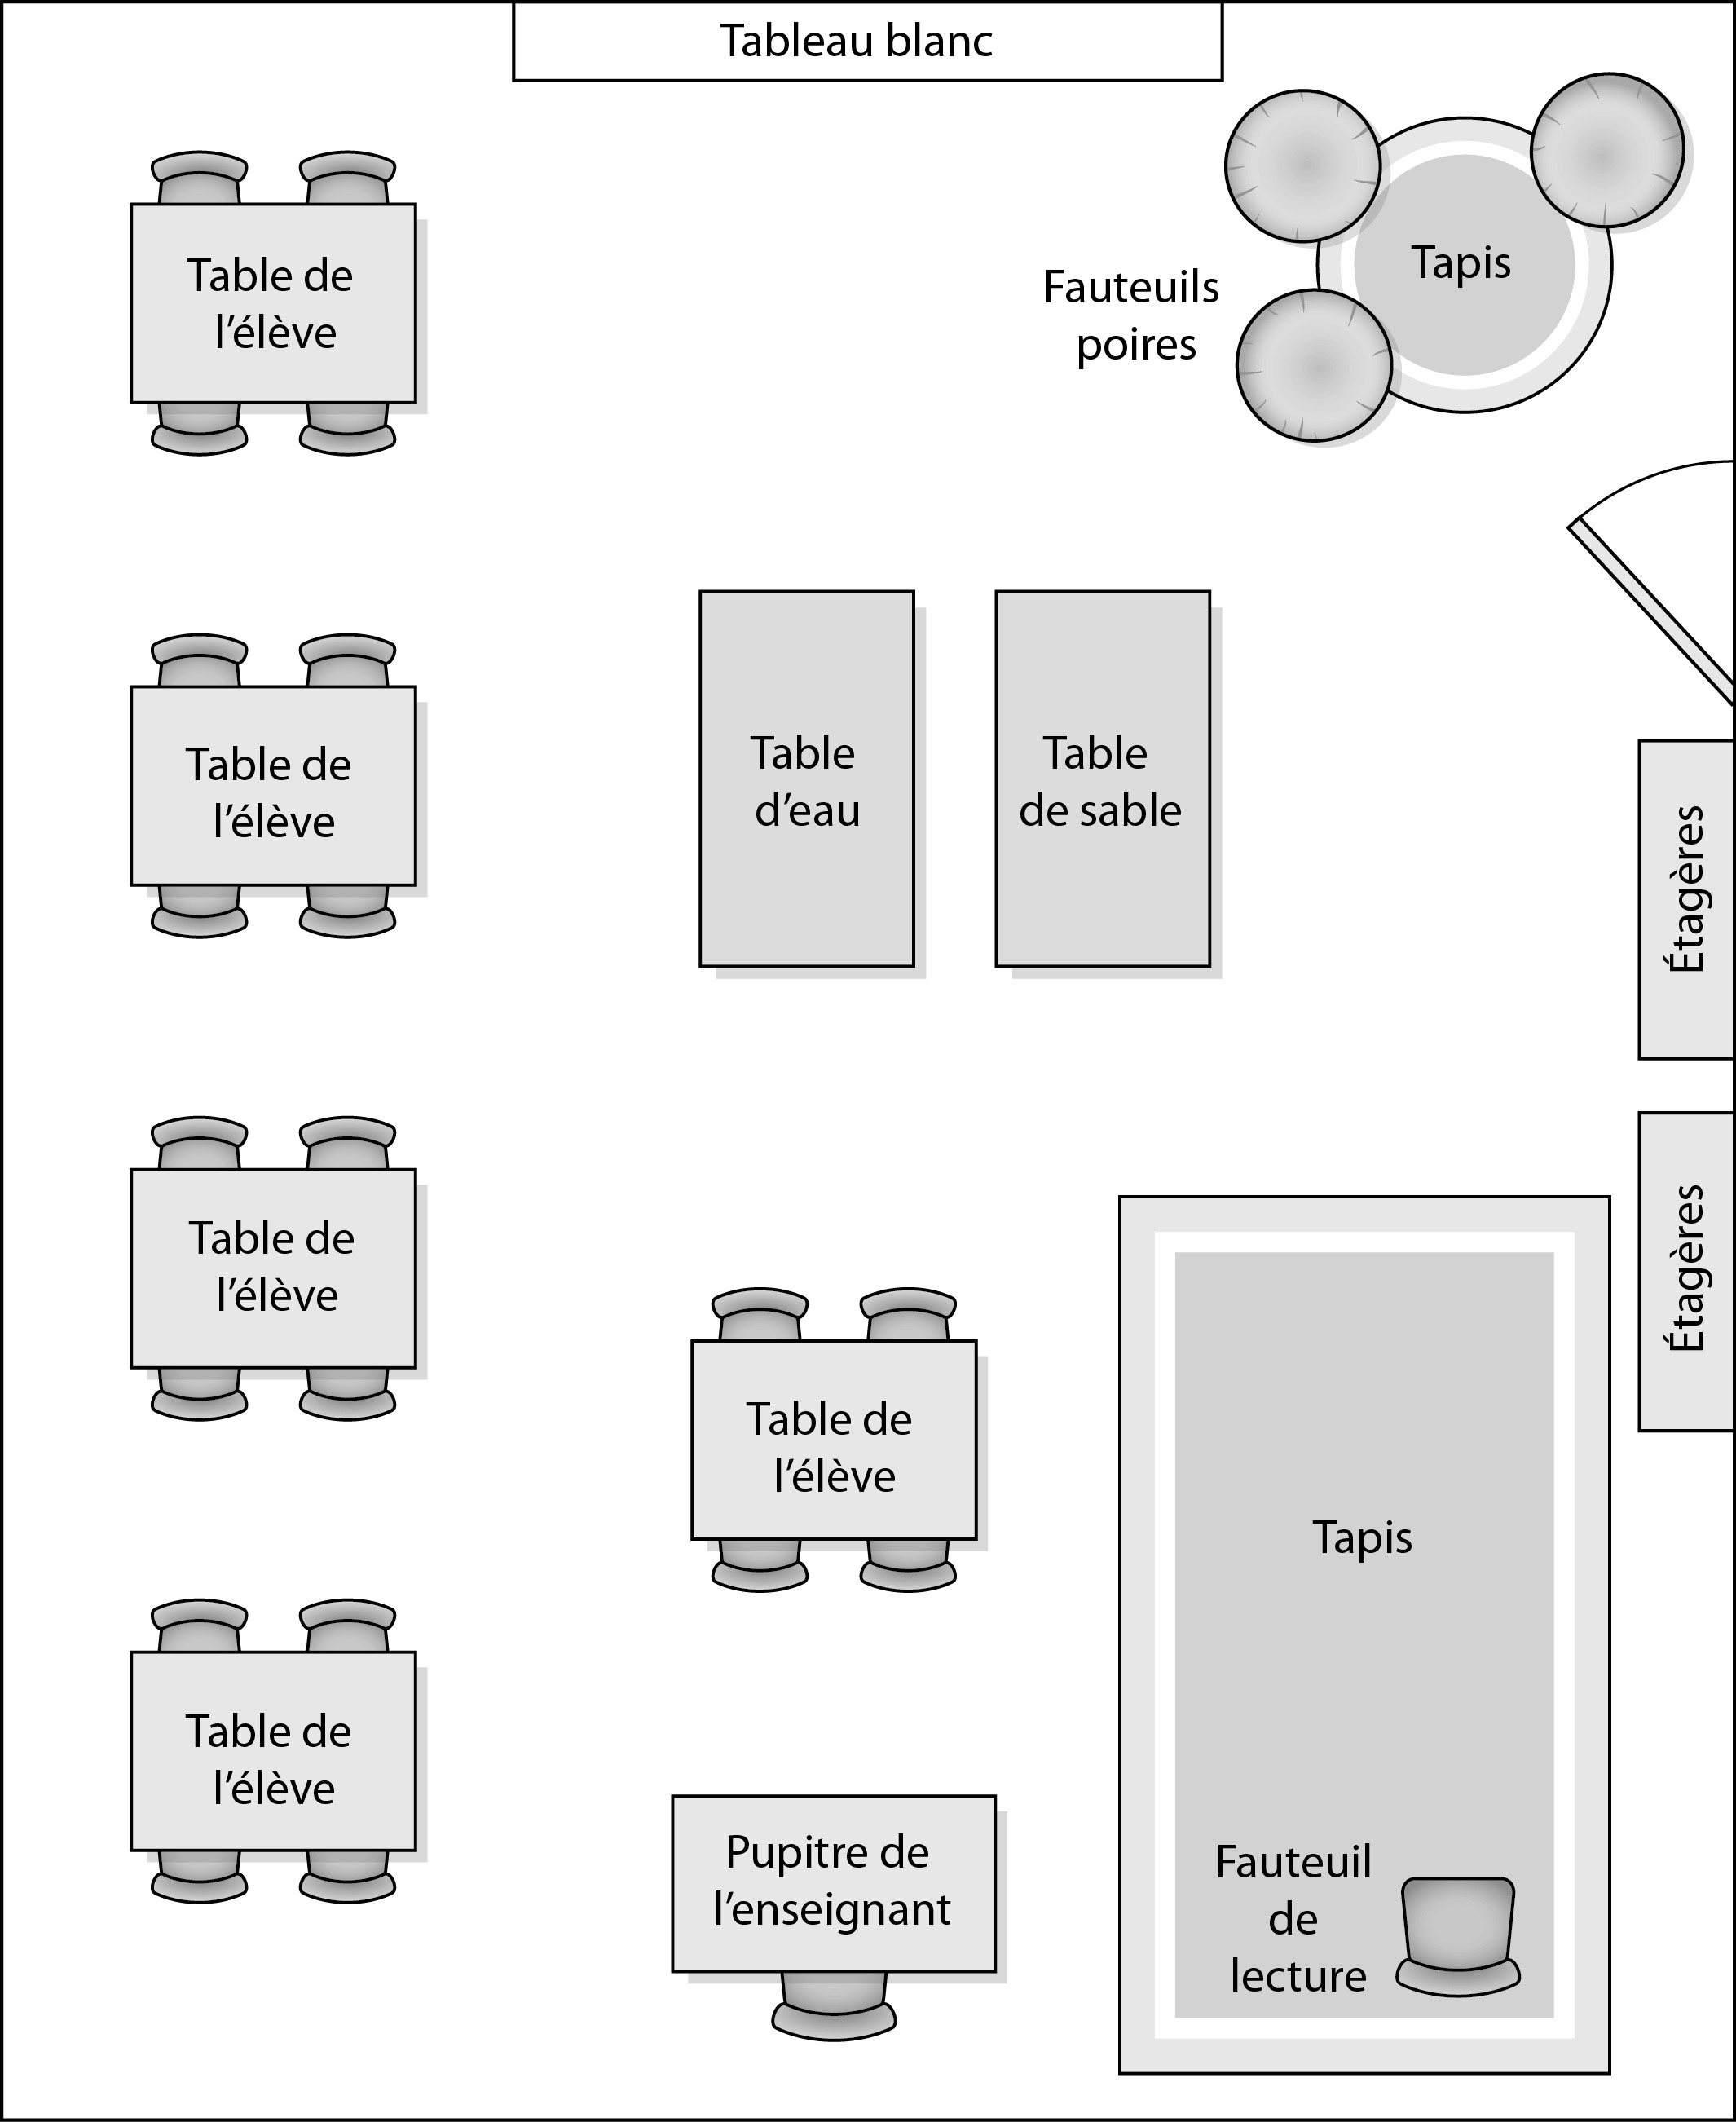 Tableau blanc
Table de
l’élève
Fauteuils
poires
Tapis
Table de
l’élève
Table
d’eau
Table
de sable
Étagères
Table de
l’élève
Table de
l’élève
Étagères
Tapis
Table de
l’élève
Pupitre de
l’enseignant
Fauteuil
de
lecture